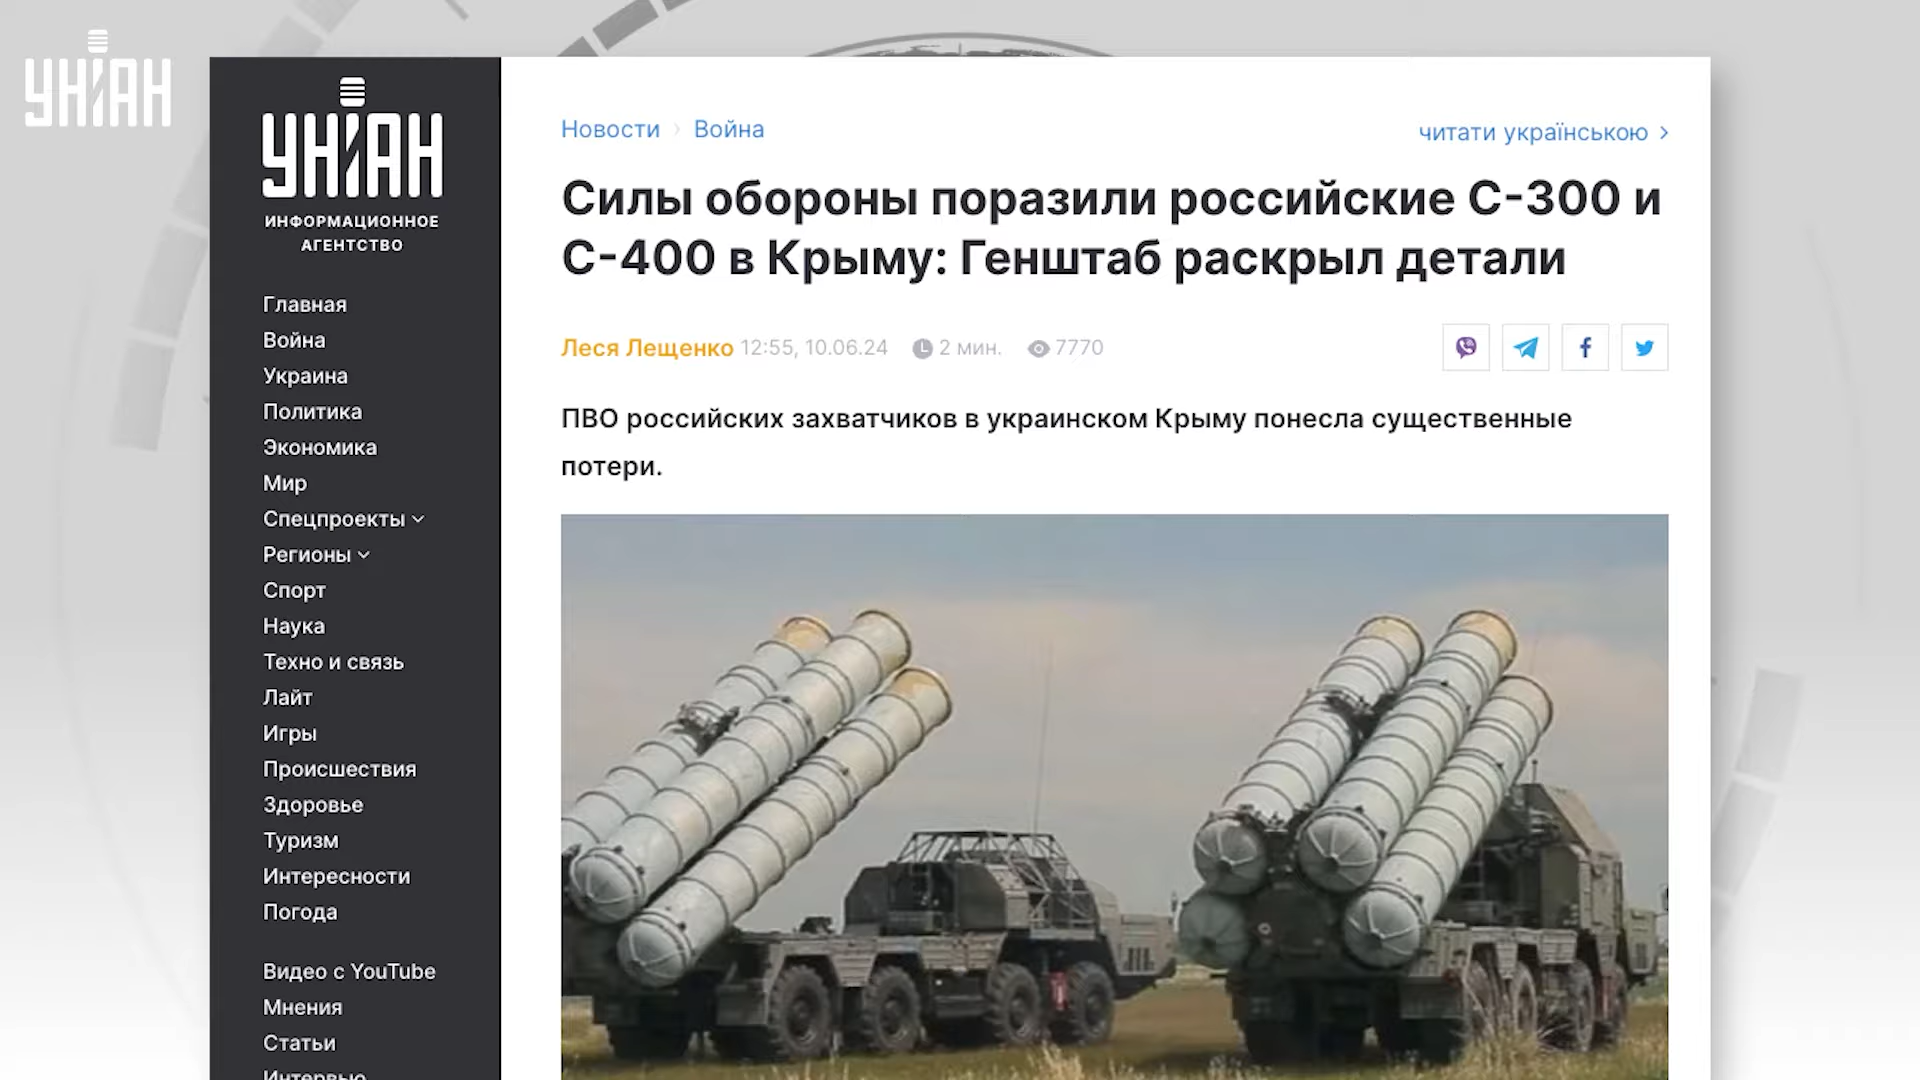 УНІАН
УНІАН
ИНФОРМАЦИОННОЕ
АГЕНТСТВО
Главная
Война
Украина
Политика
Экономика
Мир
Спецпроекты
Регионы
Спорт
Наука
Техно и связь
Лайт
Игры
Происшествия
Здоровье
Туризм
Интересности
Погода
Видео с YouTube
Мнения
Статьи
Интервью
Новости › Война
читати українською
Силы обороны поразили российские С-300 и
С-400 в Крыму: Генштаб раскрыл детали
Леся Лещенко 12:55, 10.06.24 2 мин. 7770
ПВО российских захватчиков в украинском Крыму понесла существенные
потери.